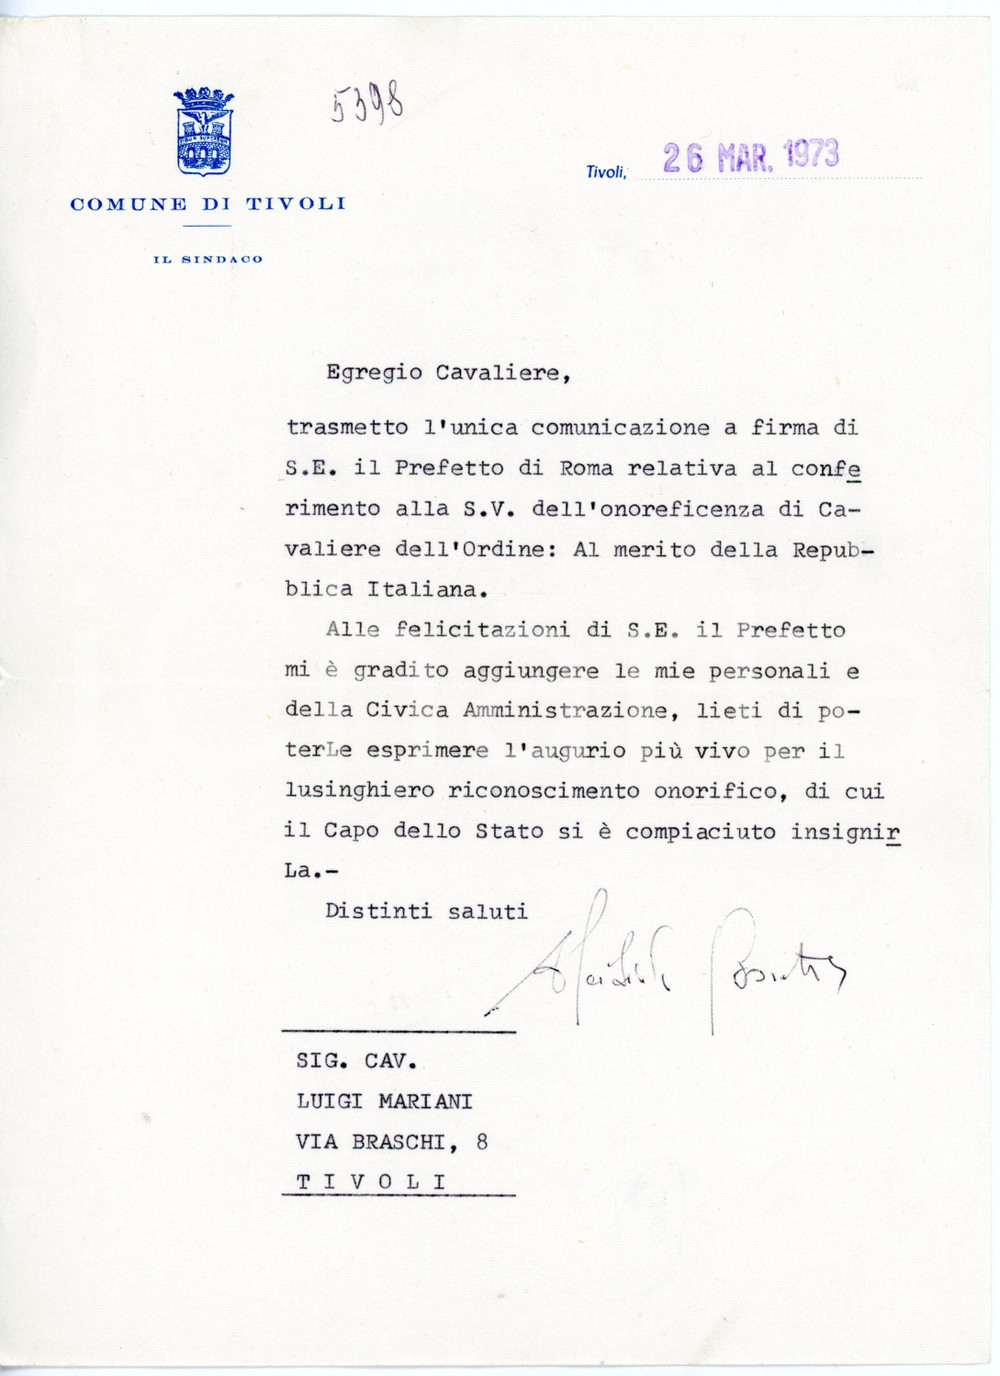 5398
Tivoli, 26 MAR. 1973
COMUNE DI TIVOLI
IL SINDACO
Egregio Cavaliere,
trasmetto l'unica comunicazione a firma di
S.E. il Prefetto di Roma relativa al confe
rimento alla S.V. dell'onoreficenza di Ca-
valiere dell'Ordine: Al merito della Repub-
blica Italiana.
Alle felicitazioni di S.E. il Prefetto
mi è gradito aggiungere le mie personali e
della Civica Amministrazione, lieti di po-
terLe esprimere l'augurio più vivo per il
lusinghiero riconoscimento onorifico, di cui
il Capo dello Stato si è compiaciuto insignir
La.-
Distinti saluti
SIG. CAV.
LUIGI MARIANI
VIA BRASCHI, 8
T I V O L I